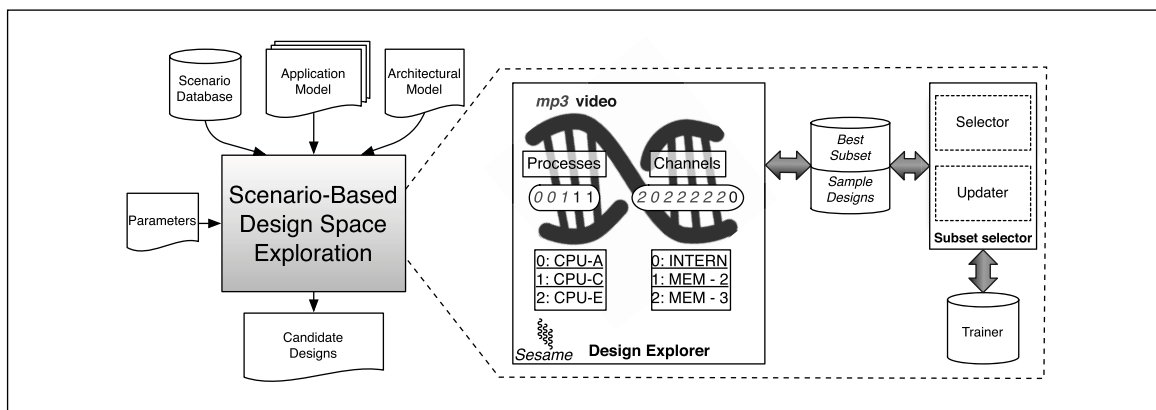 Scenario
Database
Application
Model
Architectural
Model
Parameters
Scenario-Based
Design Space
Exploration
Candidate
Designs
mp3 video
Processes
Channels
0 0 1 1 1
2 0 2 2 2 2 2 0
0: CPU-A
1: CPU-C
2: CPU-E
0: INTERN
1: MEM - 2
2: MEM - 3
Sesame
Design Explorer
Best
Subset
Sample
Designs
Selector
Updater
Subset selector
Trainer